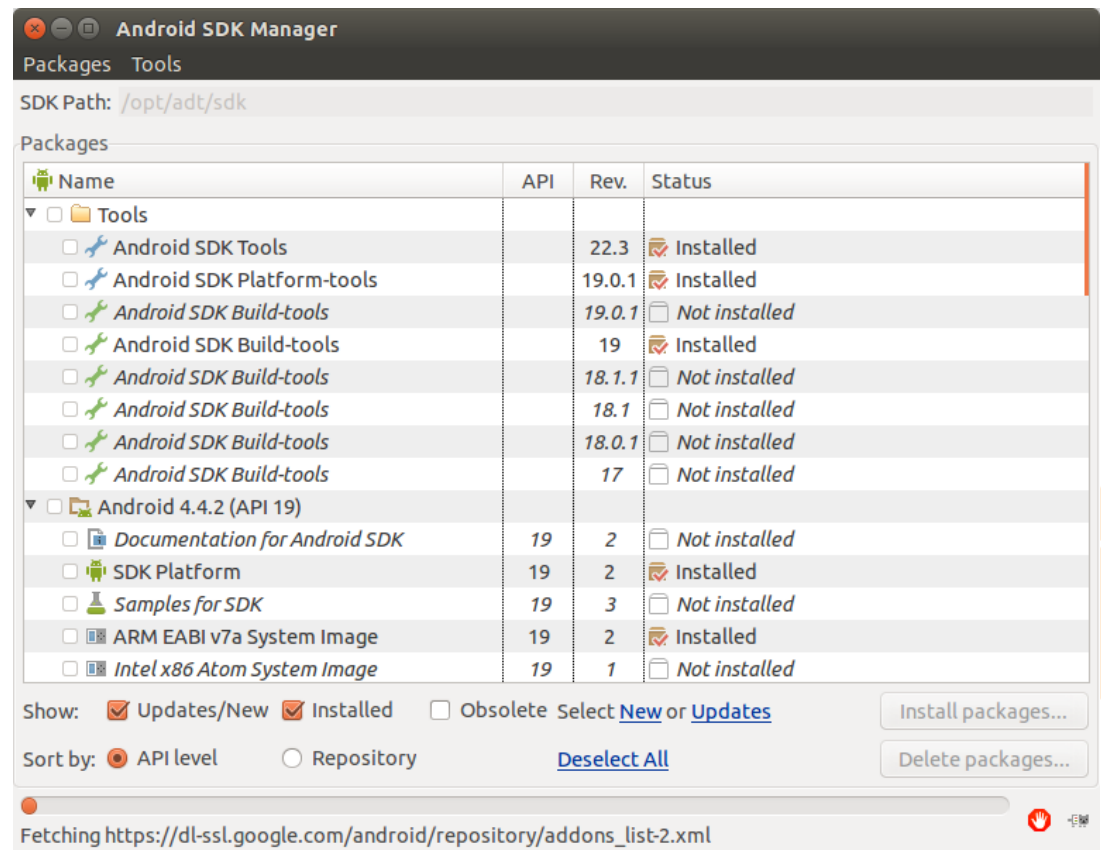 Android SDK Manager
Packages Tools
SDK Path: /opt/adt/sdk
Packages
Name API Rev. Status
Tools
Android SDK Tools 22.3 Installed
Android SDK Platform-tools 19.0.1 Installed
Android SDK Build-tools 19.0.1 Not installed
Android SDK Build-tools 19 Installed
Android SDK Build-tools 18.1.1 Not installed
Android SDK Build-tools 18.1 Not installed
Android SDK Build-tools 18.0.1 Not installed
Android SDK Build-tools 17 Not installed
Android 4.4.2 (API 19)
Documentation for Android SDK 19 2 Not installed
SDK Platform 19 2 Installed
Samples for SDK 19 3 Not installed
ARM EABI v7a System Image 19 2 Installed
Intel x86 Atom System Image 19 1 Not installed
Show: Updates/New Installed Obsolete Select New or Updates Install packages...
Sort by: API level Repository Deselect All Delete packages...
Fetching https://dl-ssl.google.com/android/repository/addons_list-2.xml